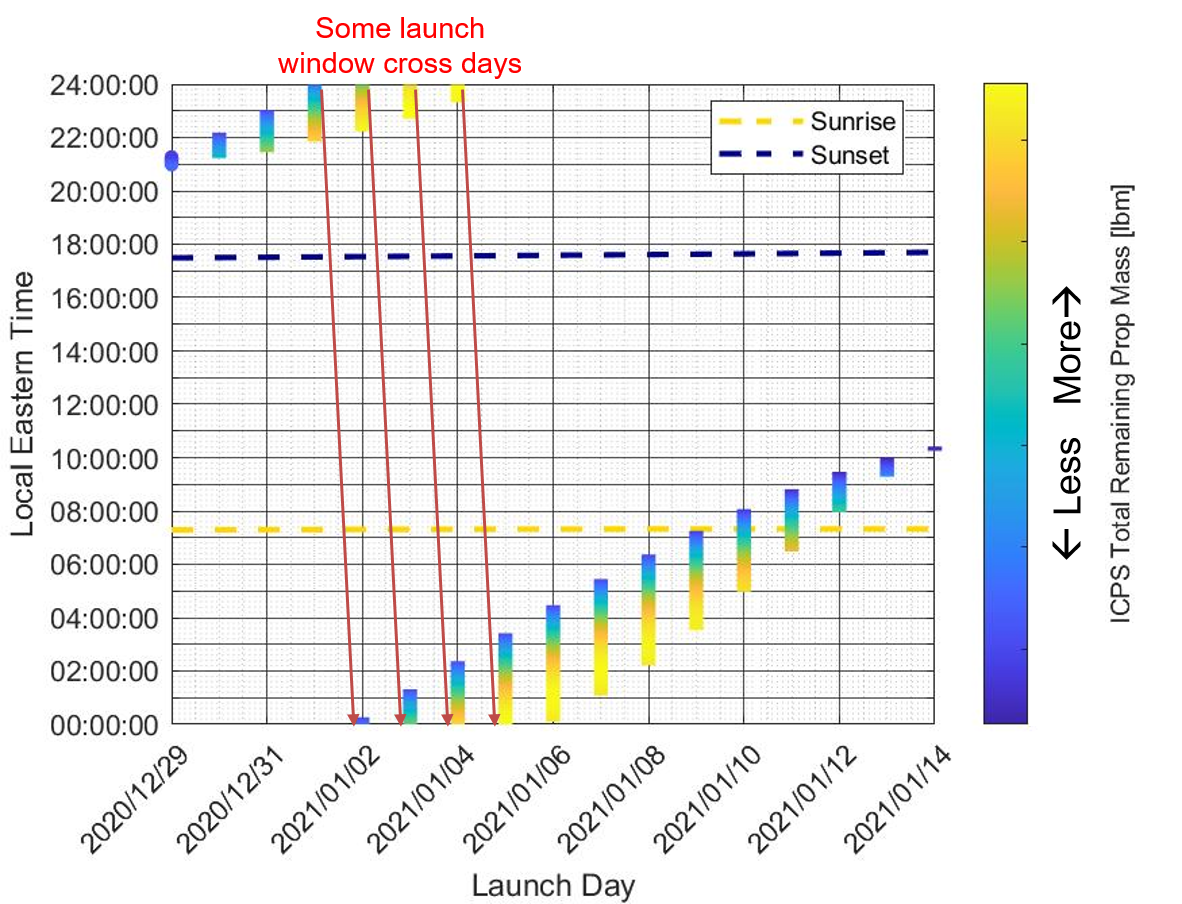 Some launch
window cross days
24:00:00
22:00:00
20:00:00
18:00:00
16:00:00
14:00:00
12:00:00
10:00:00
08:00:00
06:00:00
04:00:00
02:00:00
00:00:00
Local Eastern Time
Sunrise
Sunset
2020/12/29
2020/12/31
2021/01/02
2021/01/04
2021/01/06
2021/01/08
2021/01/10
2021/01/12
2021/01/14
Launch Day
← Less More→
ICPS Total Remaining Prop Mass [lbm]